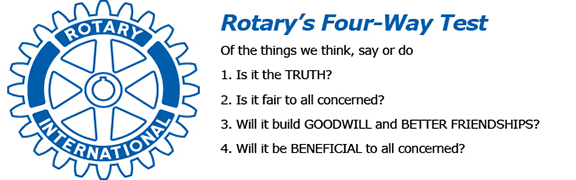 ROTARY
INTERNATIONAL
Rotary's Four-Way Test
Of the things we think, say or do
1. Is it the TRUTH?
2. Is it fair to all concerned?
3. Will it build GOODWILL and BETTER FRIENDSHIPS?
4. Will it be BENEFICIAL to all concerned?